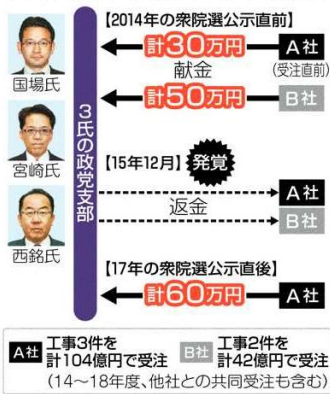 【2014年の衆院選公示直前】
計30万円
A社
献金
(受注直前)
国場氏
計50万円
B社
3氏の政党支部
宮崎氏
【15年12月】
発覚
A社
返金
B社
西銘氏
【17年の衆院選公示直後】
計60万円
A社
A社
工事3件を
計104億円で受注
B社
工事2件を
計42億円で受注
(14〜18年度、他社との共同受注も含む)